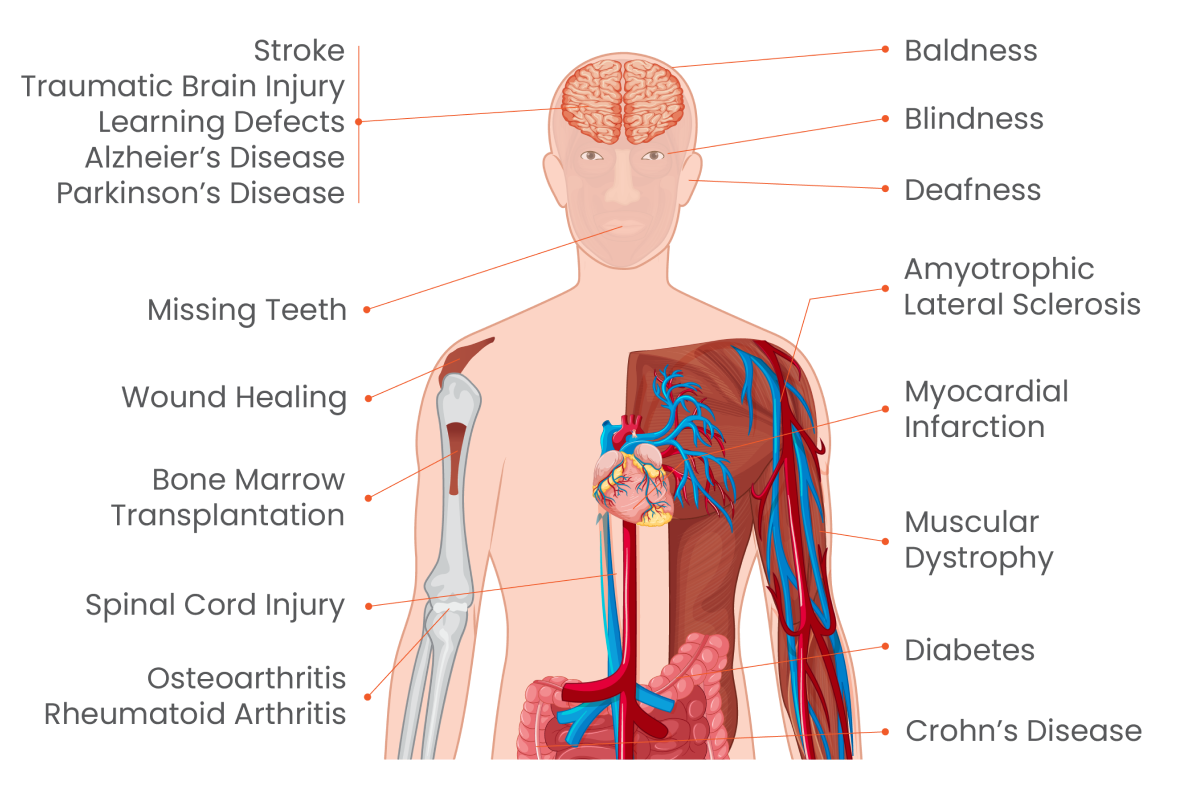 Stroke
Traumatic Brain Injury
Learning Defects
Alzheier’s Disease
Parkinson’s Disease
Missing Teeth
Wound Healing
Bone Marrow
Transplantation
Spinal Cord Injury
Osteoarthritis
Rheumatoid Arthritis
Baldness
Blindness
Deafness
Amyotrophic
Lateral Sclerosis
Myocardial
Infarction
Muscular
Dystrophy
Diabetes
Crohn’s Disease